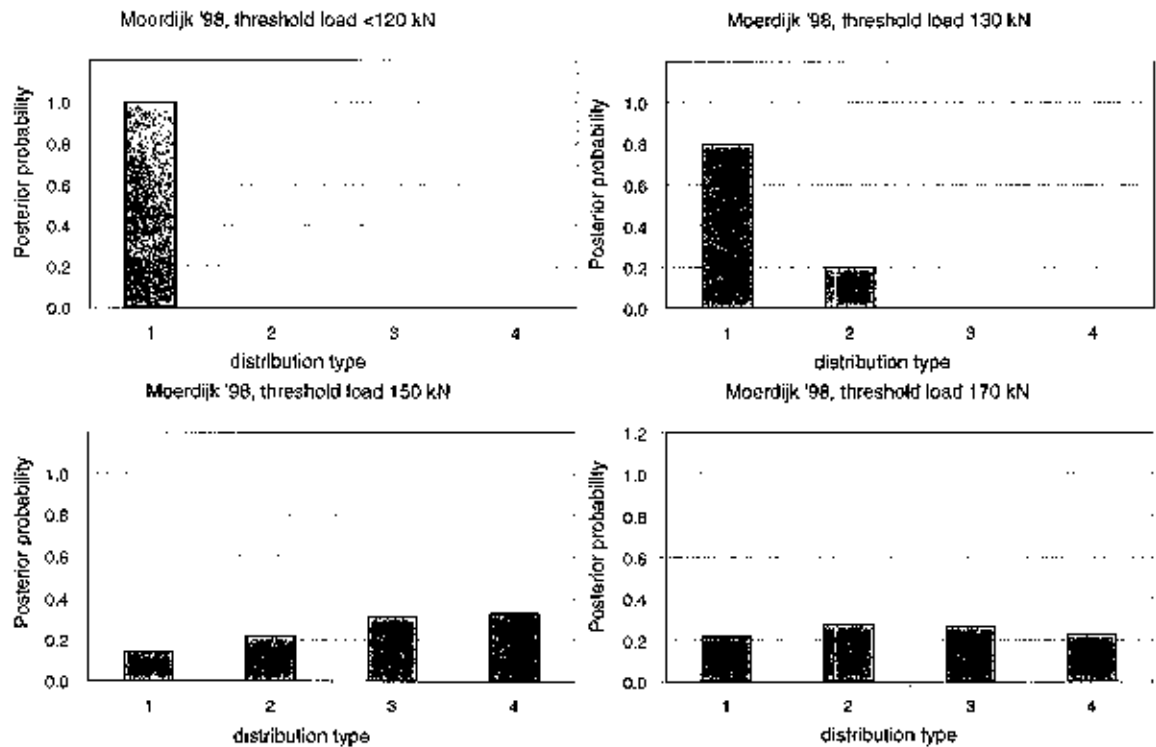 Moordijk '98, threshold load <120 kN
Posterior probability
1.0
0.8
0.6
0.4
0.2
0.0
1 2 3 4
distribution type
Moerdijk '98, threshold load 130 kN
Posterior probability
1.0
0.8
0.6
0.4
0.2
0.0
1 2 3 4
distribution type
Moerdijk '98, threshold load 150 kN
Posterior probability
1.0
0.8
0.6
0.4
0.2
0.0
1 2 3 4
distribution type
Moerdijk '98, threshold load 170 kN
Posterior probability
1.2
1.0
0.8
0.6
0.4
0.2
0.0
1 2 3 4
distribution type